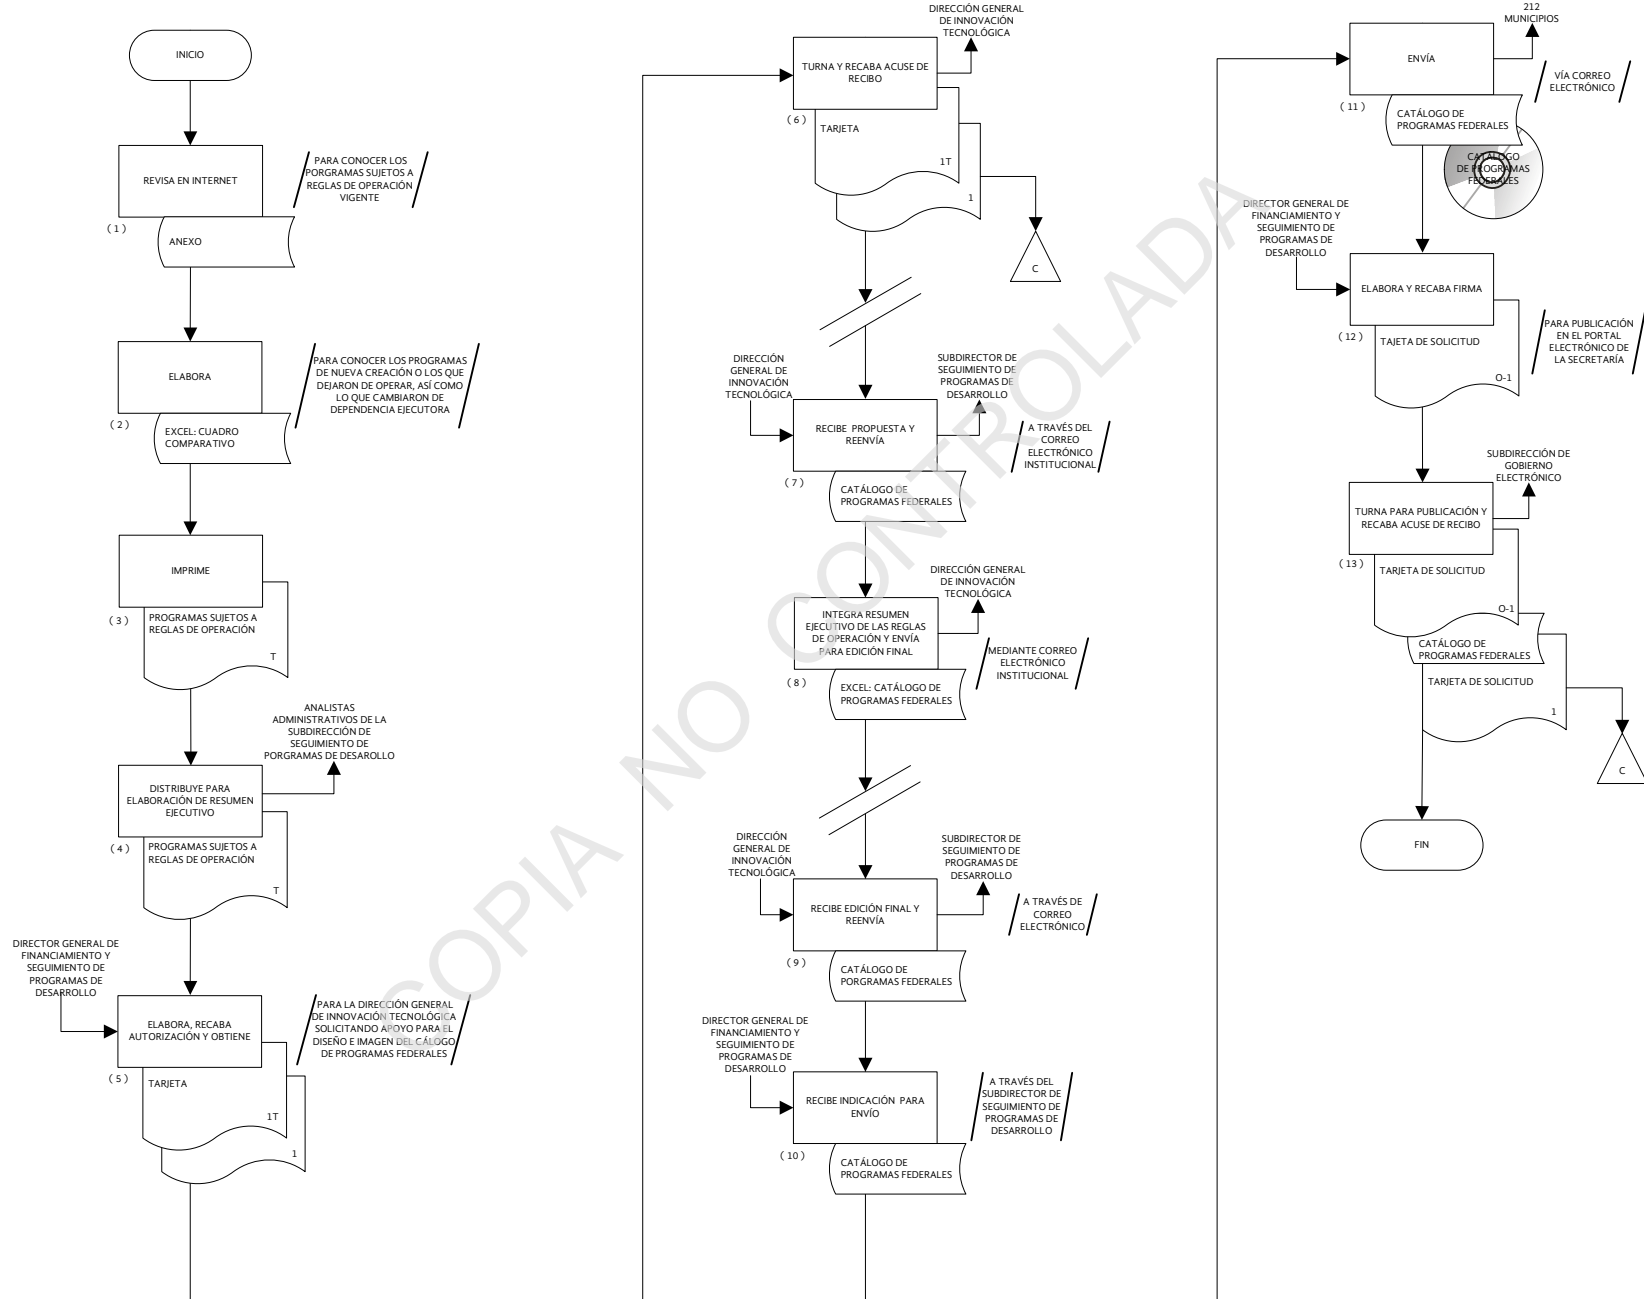 INICIO
REVISA EN INTERNET
PARA CONOCER LOS
PORGRAMAS SUJETOS A
REGLAS DE OPERACIÓN
VIGENTE
( 1 )
ANEXO
ELABORA
PARA CONOCER LOS PROGRAMAS
DE NUEVA CREACIÓN O LOS QUE
DEJARON DE OPERAR, ASÍ COMO
LO QUE CAMBIARON DE
DEPENDENCIA EJECUTORA
( 2 )
EXCEL: CUADRO
COMPARATIVO
IMPRIME
( 3 )
PROGRAMAS SUJETOS A
REGLAS DE OPERACIÓN
T
ANALISTAS
ADMINISTRATIVOS DE LA
SUBDIRECCIÓN DE
SEGUIMIENTO DE
PORGRAMAS DE DESAROLLO
DISTRIBUYE PARA
ELABORACIÓN DE RESUMEN
EJECUTIVO
( 4 )
PROGRAMAS SUJETOS A
REGLAS DE OPERACIÓN
T
DIRECTOR GENERAL DE
FINANCIAMIENTO Y
SEGUIMIENTO DE
PROGRAMAS DE
DESARROLLO
ELABORA, RECABA
AUTORIZACIÓN Y OBTIENE
PARA LA DIRECCIÓN GENERAL
DE INNOVACIÓN TECNOLÓGICA
SOLICITANDO APOYO PARA EL
DISEÑO E IMAGEN DEL CÁLOGO
DE PROGRAMAS FEDERALES
( 5 )
TARJETA
1T
1
DIRECCIÓN GENERAL
DE INNOVACIÓN
TECNOLÓGICA
TURNA Y RECABA ACUSE DE
RECIBO
( 6 )
TARJETA
1T
1
C
DIRECCIÓN
GENERAL DE
INNOVACIÓN
TECNOLÓGICA
SUBDIRECTOR DE
SEGUIMIENTO DE
PROGRAMAS DE
DESARROLLO
RECIBE PROPUESTA Y
REENVÍA
A TRAVÉS DEL
CORREO
ELECTRÓNICO
INSTITUCIONAL
( 7 )
CATÁLOGO DE
PROGRAMAS FEDERALES
DIRECCIÓN GENERAL
DE INNOVACIÓN
TECNOLÓGICA
INTEGRA RESUMEN
EJECUTIVO DE LAS REGLAS
DE OPERACIÓN Y ENVÍA
PARA EDICIÓN FINAL
MEDIANTE CORREO
ELECTRÓNICO
INSTITUCIONAL
( 8 )
EXCEL: CATÁLOGO DE
PROGRAMAS FEDERALES
DIRECCIÓN
GENERAL DE
INNOVACIÓN
TECNOLÓGICA
SUBDIRECTOR DE
SEGUIMIENTO DE
PROGRAMAS DE
DESARROLLO
RECIBE EDICIÓN FINAL Y
REENVÍA
A TRAVÉS DE
CORREO
ELECTRÓNICO
( 9 )
CATÁLOGO DE
PORGRAMAS FEDERALES
DIRECTOR GENERAL DE
FINANCIAMIENTO Y
SEGUIMIENTO DE
PROGRAMAS DE
DESARROLLO
RECIBE INDICACIÓN PARA
ENVÍO
A TRAVÉS DEL
SUBDIRECTOR DE
SEGUIMIENTO DE
PROGRAMAS DE
DESARROLLO
( 10 )
CATÁLOGO DE
PROGRAMAS FEDERALES
212
MUNICIPIOS
ENVÍA
VÍA CORREO
ELECTRÓNICO
( 11 )
CATÁLOGO DE
PROGRAMAS FEDERALES
CATÁLOGO
DE PROGRAMAS
FEDERALES
DIRECTOR GENERAL DE
FINANCIAMIENTO Y
SEGUIMIENTO DE
PROGRAMAS DE
DESARROLLO
ELABORA Y RECABA FIRMA
PARA PUBLICACIÓN
EN EL PORTAL
ELECTRÓNICO DE
LA SECRETARÍA
( 12 )
TAJETA DE SOLICITUD
O-1
SUBDIRECCIÓN DE
GOBIERNO
ELECTRÓNICO
TURNA PARA PUBLICACIÓN Y
RECABA ACUSE DE RECIBO
( 13 )
TARJETA DE SOLICITUD
O-1
CATÁLOGO DE
PROGRAMAS FEDERALES
TARJETA DE SOLICITUD
1
C
FIN
COPIA NO CONTROLADA